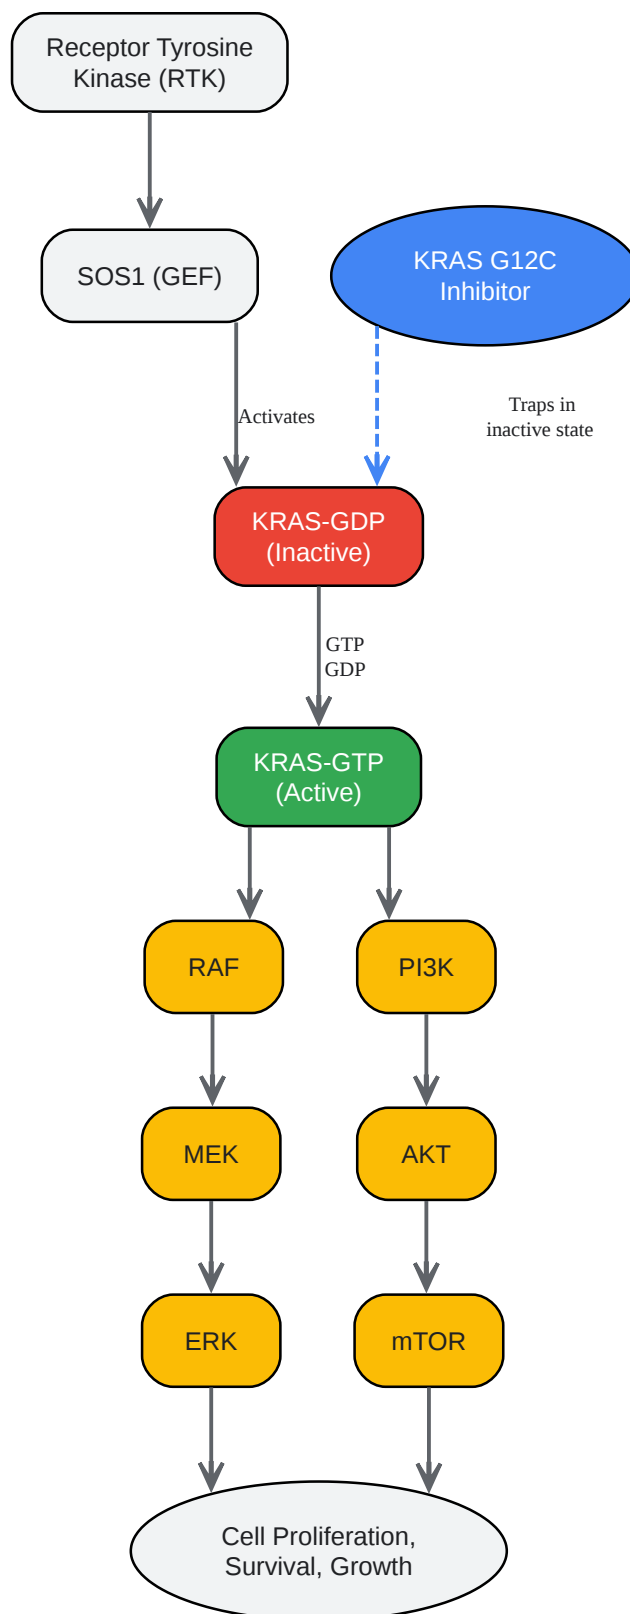 Receptor Tyrosine
Kinase (RTK)
SOS1 (GEF)
KRAS G12C
Inhibitor
Activates
Traps in
inactive state
KRAS-GDP
(Inactive)
GTP
GDP
KRAS-GTP
(Active)
RAF
PI3K
MEK
AKT
ERK
mTOR
Cell Proliferation,
Survival, Growth